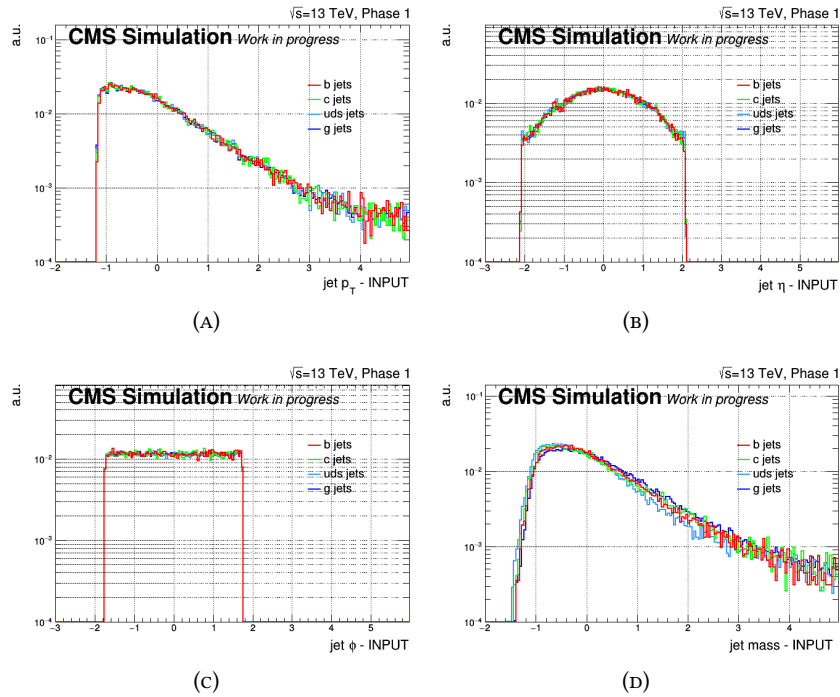 √s=13 TeV, Phase 1
a.u.
CMS Simulation Work in progress
10⁻¹
b jets
c jets
uds jets
g jets
10⁻²
10⁻³
10⁻⁴
−2 −1 0 1 2 3 4
jet p_T - INPUT
(A)
√s=13 TeV, Phase 1
a.u.
CMS Simulation Work in progress
b jets
c jets
uds jets
g jets
10⁻²
10⁻³
10⁻⁴
−3 −2 −1 0 1 2 3 4 5
jet η - INPUT
(B)
√s=13 TeV, Phase 1
a.u.
CMS Simulation Work in progress
b jets
c jets
uds jets
g jets
10⁻²
10⁻³
10⁻⁴
−3 −2 −1 0 1 2 3 4 5
jet ϕ - INPUT
(C)
√s=13 TeV, Phase 1
a.u.
CMS Simulation Work in progress
10⁻¹
b jets
c jets
uds jets
g jets
10⁻²
10⁻³
10⁻⁴
−2 −1 0 1 2 3 4
jet mass - INPUT
(D)